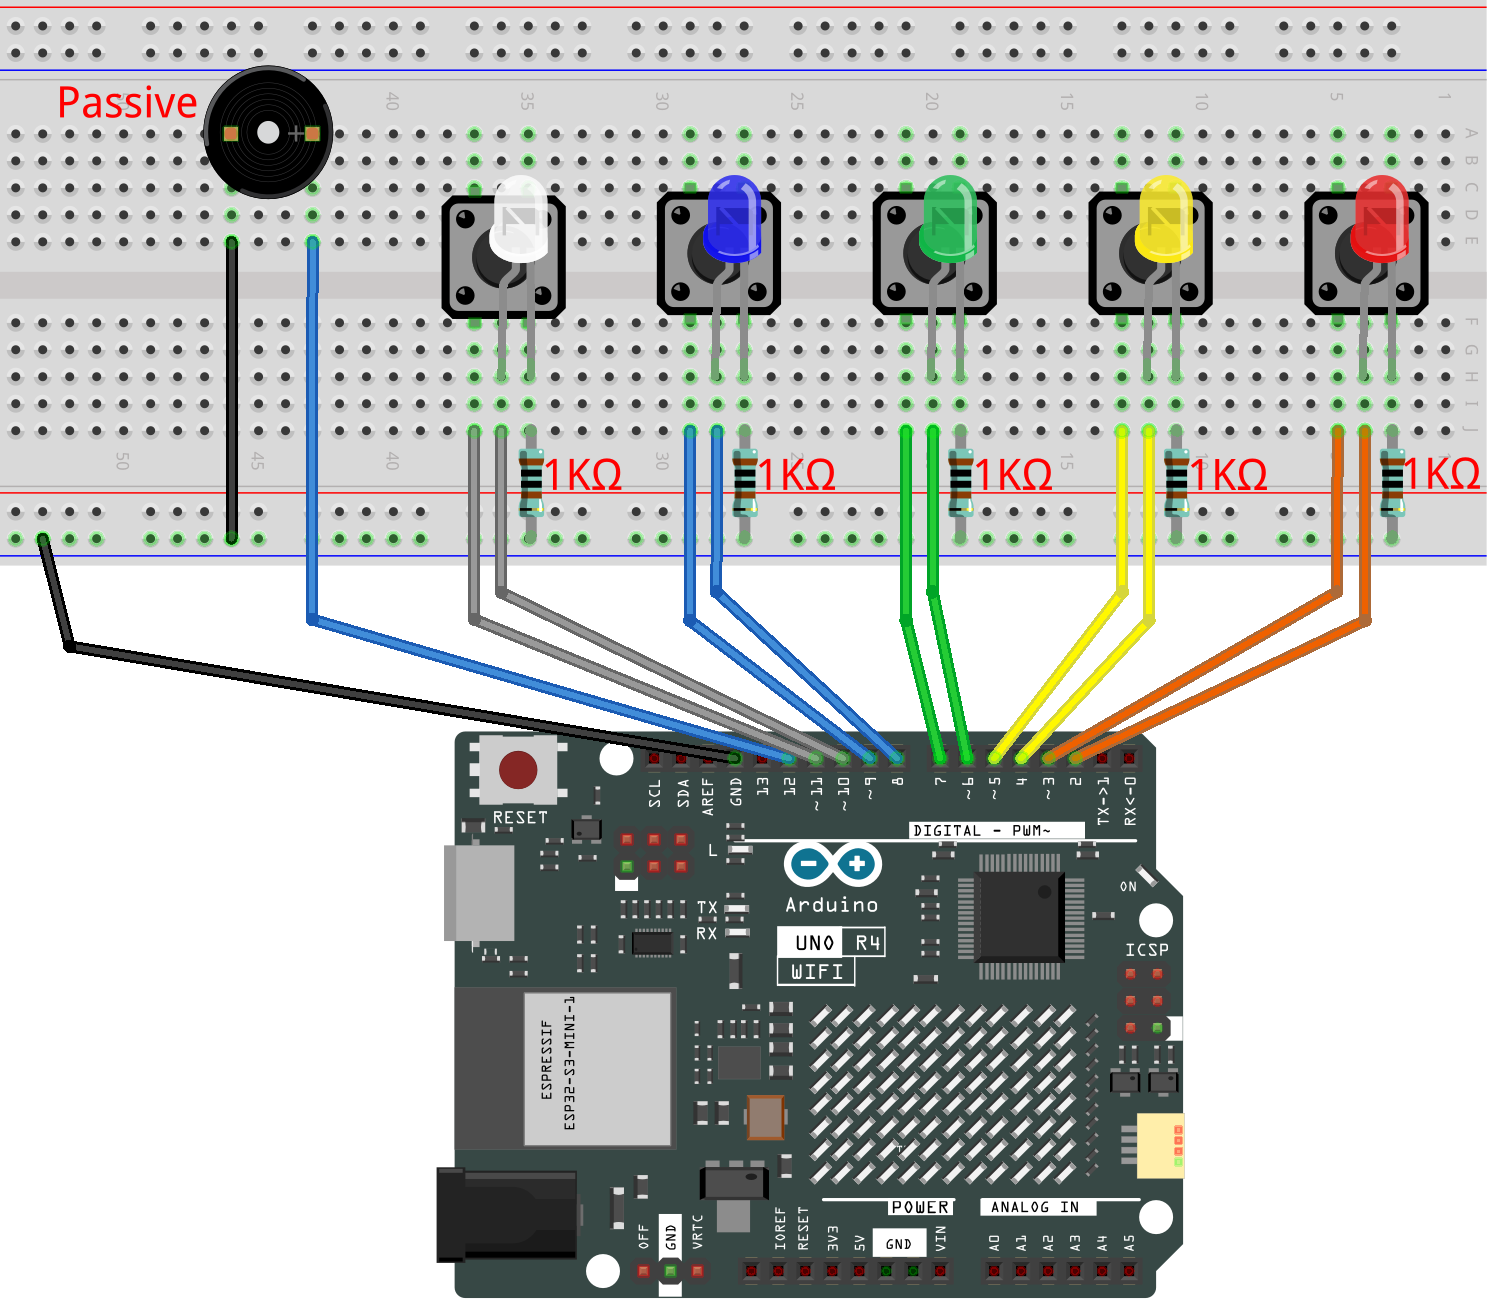 Passive
40 35 30 25 20 15 10 5 1
A
B
C
D
E
F
G
H
I
J
50 45 40 30 15
1KΩ 1KΩ 1KΩ 1KΩ 1KΩ
SCL SDA AREF GND 13 12 ~11 ~10 ~9 8 7 ~6 ~5 4 ~3 2 TX->1 RX<-0
RESET
DIGITAL - PWM~
L
ON
TX
RX
Arduino
UNO R4
WIFI
ICSP
ESPRESSIF
ESP32-S3-MINI-1
POWER
ANALOG IN
OFF GND VRTC IOREF RESET 3V3 5V GND VIN A0 A1 A2 A3 A4 A5